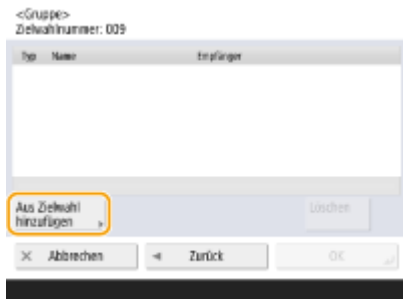 <Gruppe>
Zielwahlnummer: 009
Typ Name Empfänger
Aus Zielwahl
hinzufügen
Löschen
Abbrechen
Zurück
OK